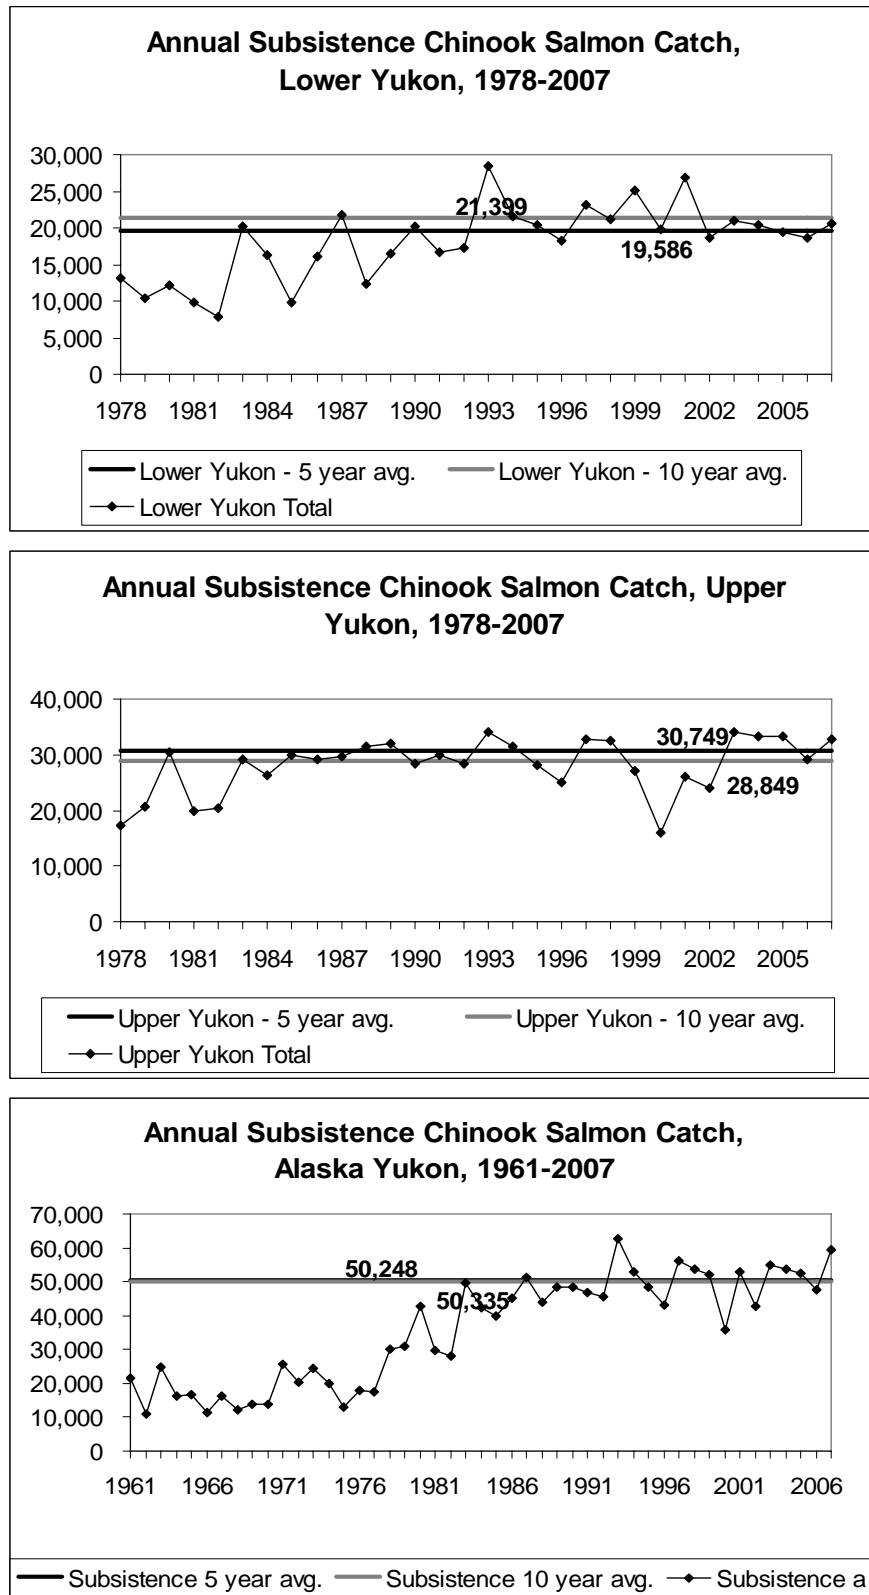 Annual Subsistence Chinook Salmon Catch,
Lower Yukon, 1978-2007
30,000
25,000
20,000
15,000
10,000
5,000
0
21,399
19,586
1978 1981 1984 1987 1990 1993 1996 1999 2002 2005
Lower Yukon - 5 year avg. Lower Yukon - 10 year avg.
Lower Yukon Total
Annual Subsistence Chinook Salmon Catch, Upper
Yukon, 1978-2007
40,000
30,000
20,000
10,000
0
30,749
28,849
1978 1981 1984 1987 1990 1993 1996 1999 2002 2005
Upper Yukon - 5 year avg. Upper Yukon - 10 year avg.
Upper Yukon Total
Annual Subsistence Chinook Salmon Catch,
Alaska Yukon, 1961-2007
70,000
60,000
50,000
40,000
30,000
20,000
10,000
0
50,248
50,335
1961 1966 1971 1976 1981 1986 1991 1996 2001 2006
Subsistence 5 year avg. Subsistence 10 year avg. Subsistence a